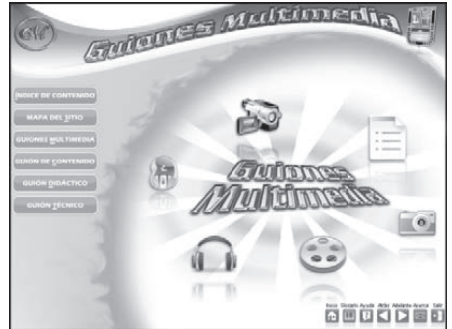 Guiones Multimedia
ÍNDICE DE CONTENIDO
MAPA DEL SITIO
GUIONES MULTIMEDIA
GUIÓN DE CONTENIDO
GUIÓN DIDÁCTICO
GUIÓN TÉCNICO
Guiones
Multimedia
Inicio Glosario Ayuda Atrás Adelante Acerca Salir